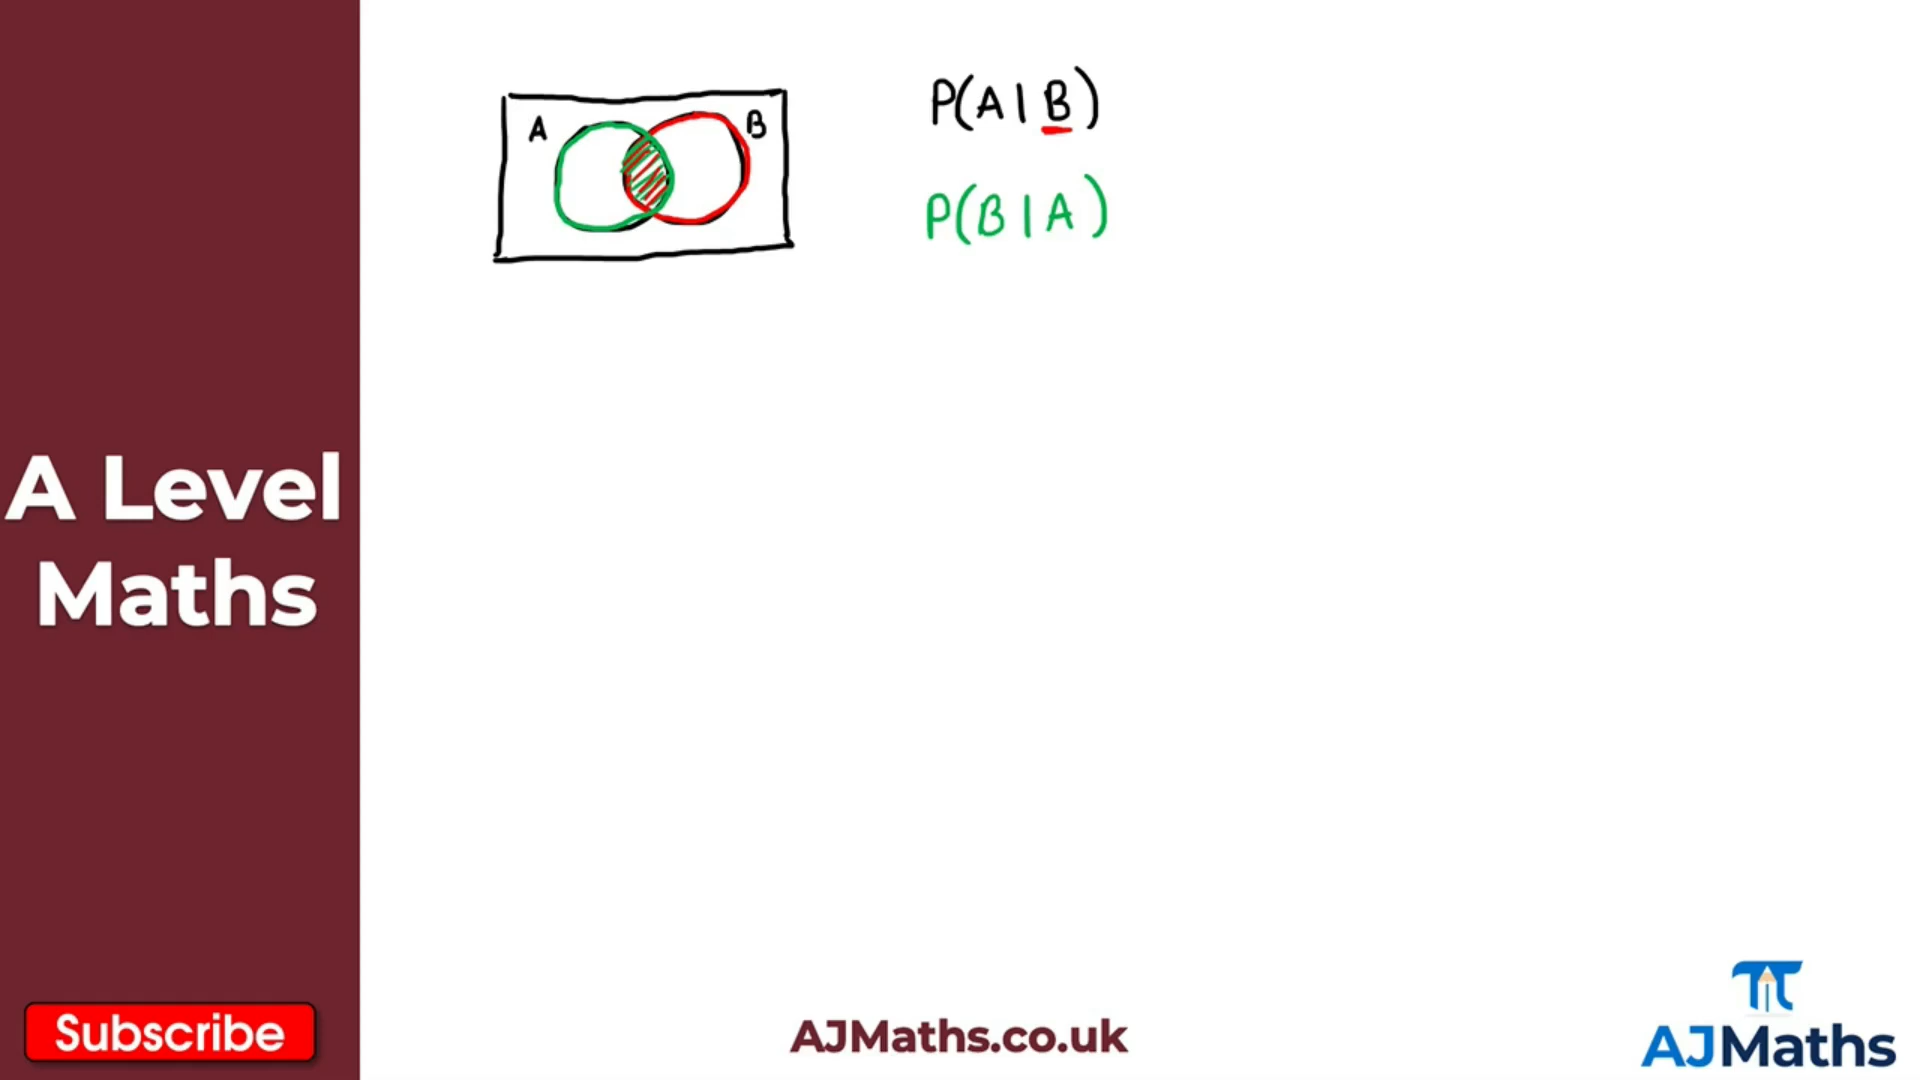 A B
P(A|B)
P(B|A)
A Level
Maths
Subscribe
AJMaths.co.uk
AJMaths